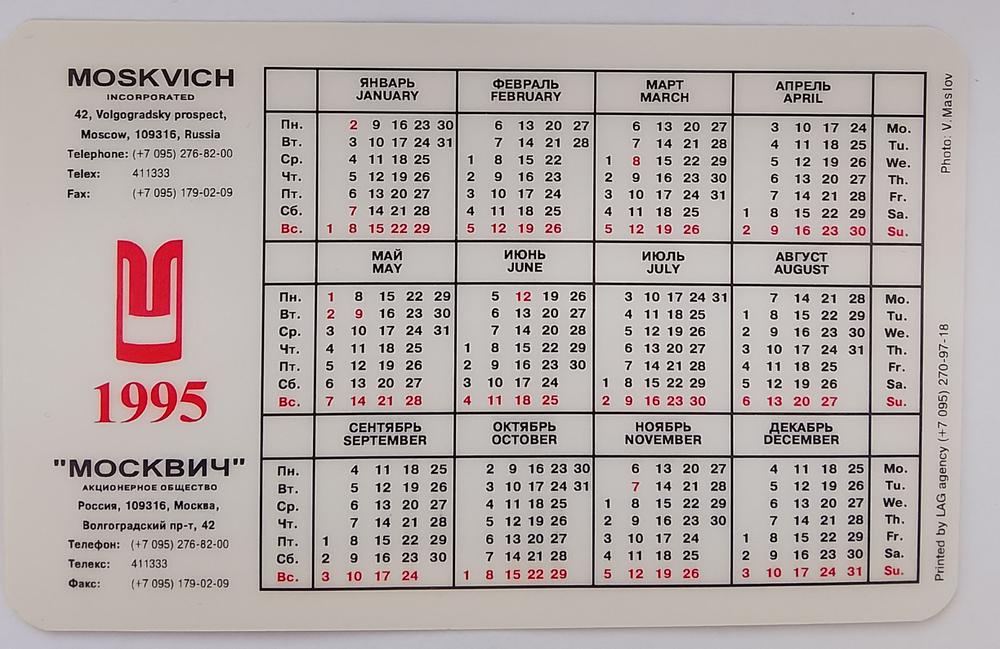 MOSKVICH
INCORPORATED
42, Volgogradsky prospect,
Moscow, 109316, Russia
Telephone: (+7 095) 276-82-00
Telex: 411333
Fax: (+7 095) 179-02-09
1995
"МОСКВИЧ"
АКЦИОНЕРНОЕ ОБЩЕСТВО
Россия, 109316, Москва,
Волгоградский пр-т, 42
Телефон: (+7 095) 276-82-00
Телекс: 411333
Факс: (+7 095) 179-02-09
ЯНВАРЬ ФЕВРАЛЬ МАРТ АПРЕЛЬ
JANUARY FEBRUARY MARCH APRIL
Пн. 2 9 16 23 30 6 13 20 27 6 13 20 27 3 10 17 24 Mo.
Вт. 3 10 17 24 31 7 14 21 28 7 14 21 28 4 11 18 25 Tu.
Ср. 4 11 18 25 1 8 15 22 1 8 15 22 29 5 12 19 26 We.
Чт. 5 12 19 26 2 9 16 23 2 9 16 23 30 6 13 20 27 Th.
Пт. 6 13 20 27 3 10 17 24 3 10 17 24 31 7 14 21 28 Fr.
Сб. 7 14 21 28 4 11 18 25 4 11 18 25 1 8 15 22 29 Sa.
Вс. 1 8 15 22 29 5 12 19 26 5 12 19 26 2 9 16 23 30 Su.
МАЙ ИЮНЬ ИЮЛЬ АВГУСТ
MAY JUNE JULY AUGUST
Пн. 1 8 15 22 29 5 12 19 26 3 10 17 24 31 7 14 21 28 Mo.
Вт. 2 9 16 23 30 6 13 20 27 4 11 18 25 1 8 15 22 29 Tu.
Ср. 3 10 17 24 31 7 14 20 28 5 12 19 26 2 9 16 23 30 We.
Чт. 4 11 18 25 1 8 15 22 29 6 13 20 27 3 10 17 24 31 Th.
Пт. 5 12 19 26 2 9 16 23 30 7 14 21 28 4 11 18 25 Fr.
Сб. 6 13 20 27 3 10 17 24 1 8 15 22 29 5 12 19 26 Sa.
Вс. 7 14 21 28 4 11 18 25 2 9 16 23 30 6 13 20 27 Su.
СЕНТЯБРЬ ОКТЯБРЬ НОЯБРЬ ДЕКАБРЬ
SEPTEMBER OCTOBER NOVEMBER DECEMBER
Пн. 4 11 18 25 2 9 16 23 30 6 13 20 27 4 11 18 25 Mo.
Вт. 5 12 19 26 3 10 17 24 31 7 14 21 28 5 12 19 26 Tu.
Ср. 6 13 20 27 4 11 18 25 1 8 15 22 29 6 13 20 27 We.
Чт. 7 14 21 28 5 12 19 26 2 9 16 23 30 7 14 21 28 Th.
Пт. 1 8 15 22 29 6 13 20 27 3 10 17 24 1 8 15 22 29 Fr.
Сб. 2 9 16 23 30 7 14 21 28 4 11 18 25 2 9 16 23 30 Sa.
Вс. 3 10 17 24 1 8 15 22 29 5 12 19 26 3 10 17 24 31 Su.
Photo: V. Maslov
Printed by LAG agency (+7 095) 270-97-18